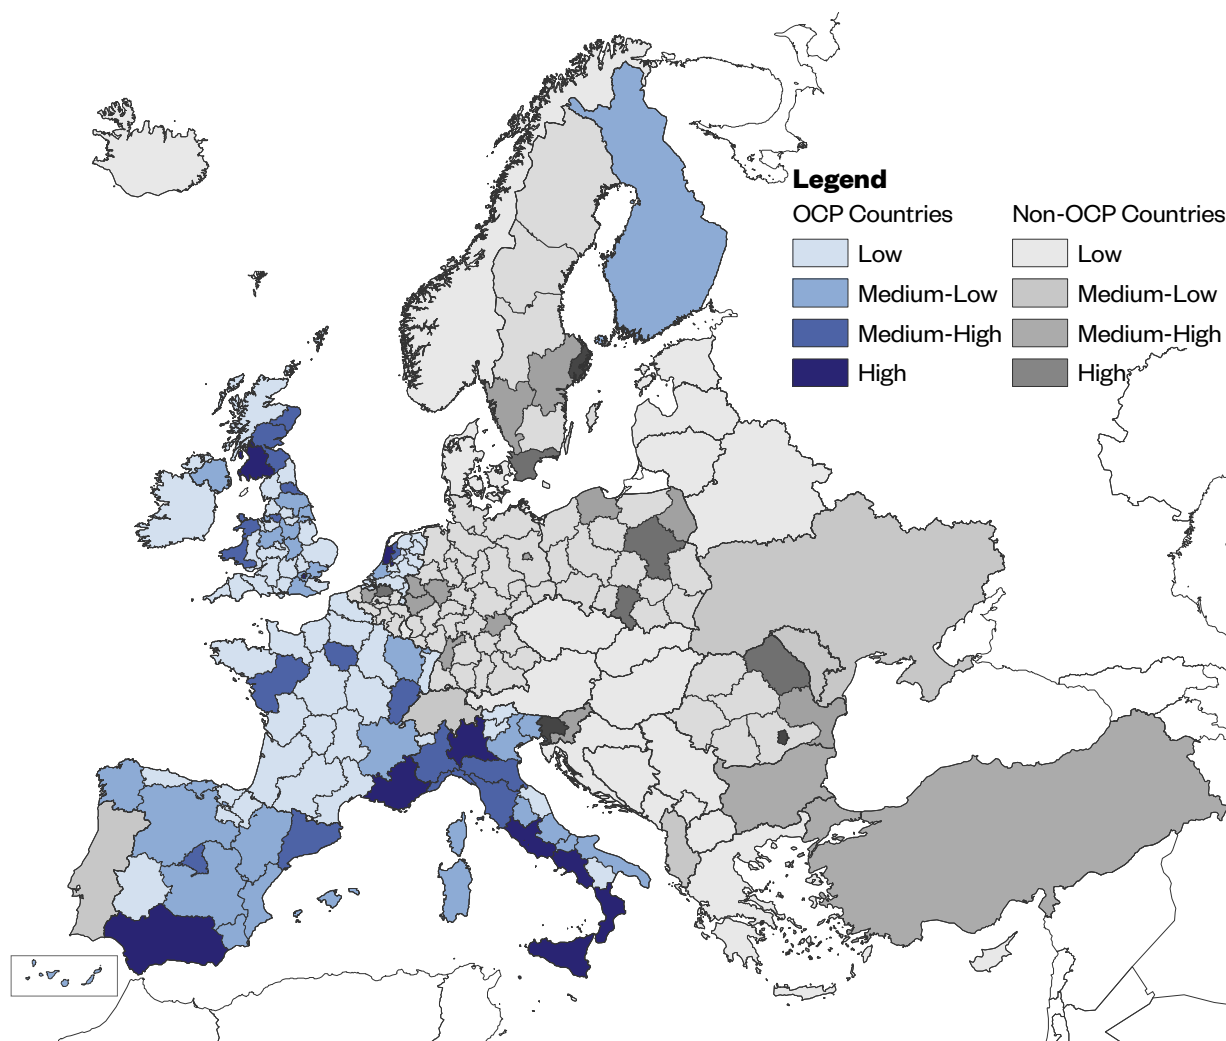 Legend
OCP Countries
Non-OCP Countries
Low
Low
Medium-Low
Medium-Low
Medium-High
Medium-High
High
High